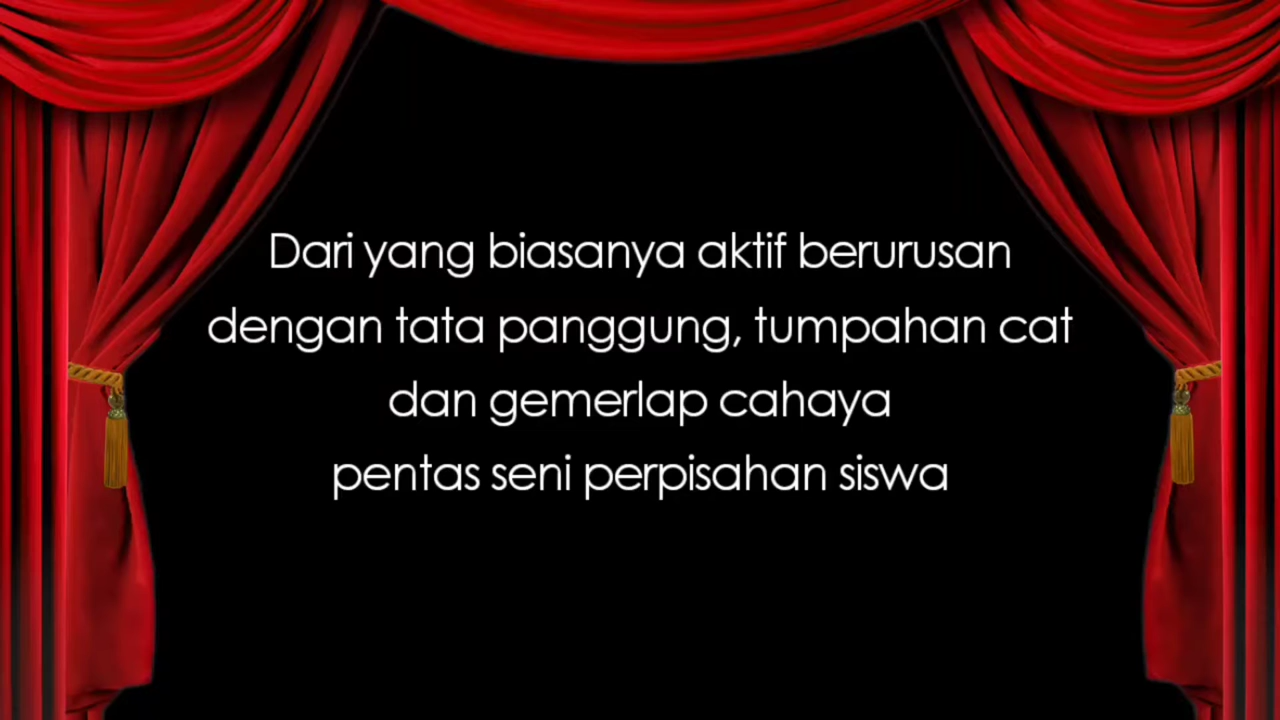 Dari yang biasanya aktif berurusan
dengan tata panggung, tumpahan cat
dan gemerlap cahaya
pentas seni perpisahan siswa